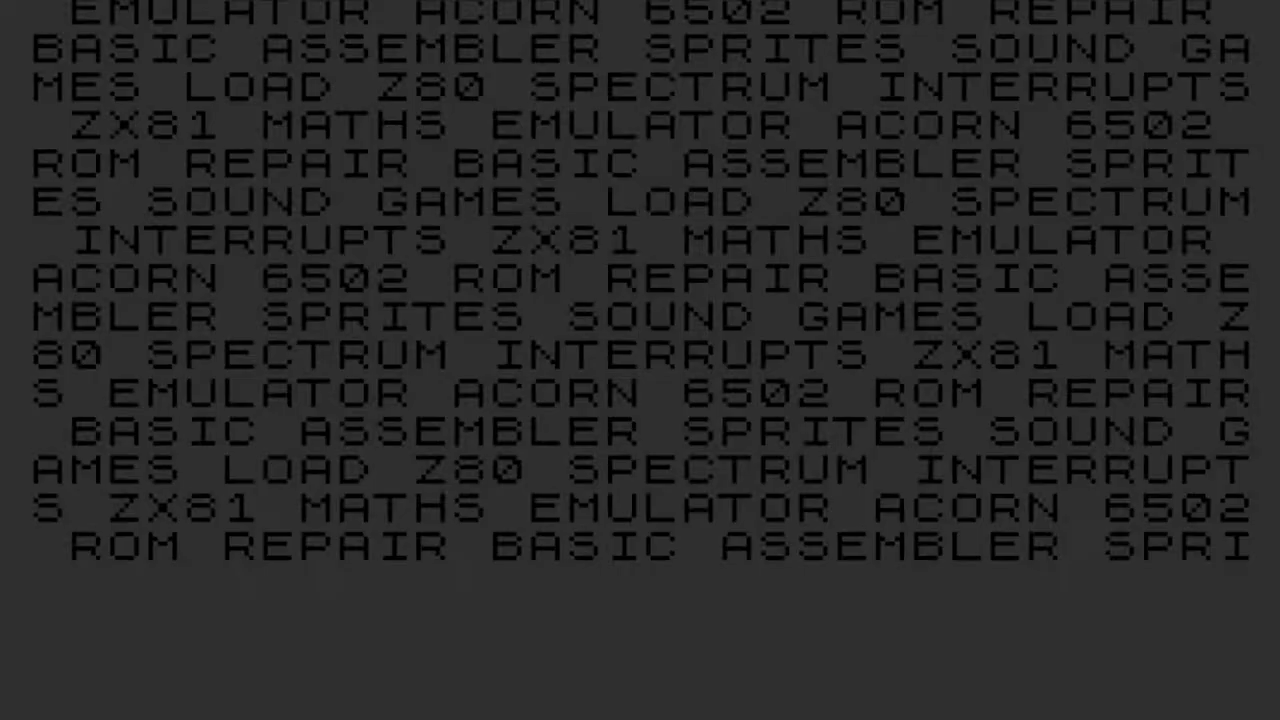 EMULATOR ACORN 6502 ROM REPAIR
BASIC ASSEMBLER SPRITES SOUND GA
MES LOAD Z80 SPECTRUM INTERRUPTS
ZX81 MATHS EMULATOR ACORN 6502
ROM REPAIR BASIC ASSEMBLER SPRIT
ES SOUND GAMES LOAD Z80 SPECTRUM
INTERRUPTS ZX81 MATHS EMULATOR
ACORN 6502 ROM REPAIR BASIC ASSE
MBLER SPRITES SOUND GAMES LOAD Z
80 SPECTRUM INTERRUPTS ZX81 MATH
S EMULATOR ACORN 6502 ROM REPAIR
BASIC ASSEMBLER SPRITES SOUND G
AMES LOAD Z80 SPECTRUM INTERRUPT
S ZX81 MATHS EMULATOR ACORN 6502
ROM REPAIR BASIC ASSEMBLER SPRI